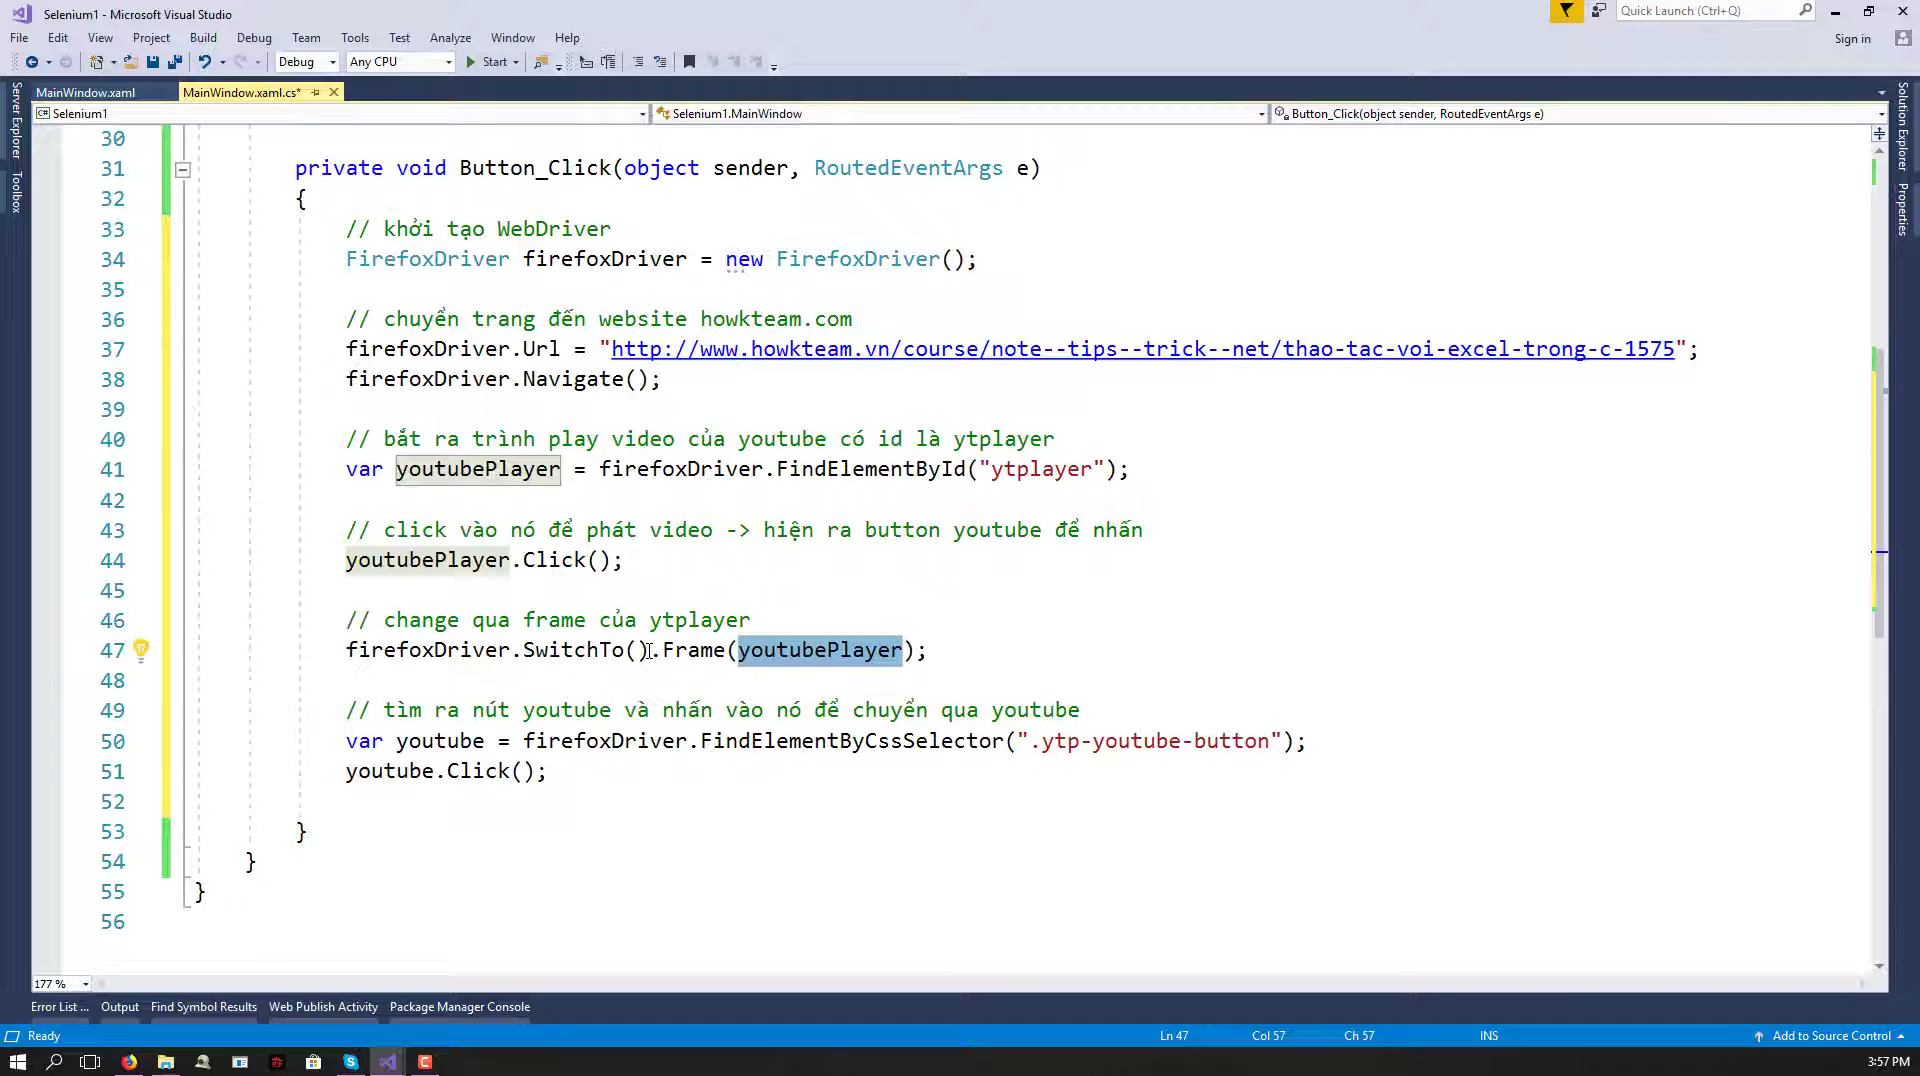 Selenium1 - Microsoft Visual Studio
Quick Launch (Ctrl+Q)
File Edit View Project Build Debug Team Tools Test Analyze Window Help
Sign in
Debug Any CPU Start
MainWindow.xaml MainWindow.xaml.cs*
Selenium1 Selenium1.MainWindow Button_Click(object sender, RoutedEventArgs e)
Server Explorer
Toolbox
Solution Explorer
Properties
30
31 private void Button_Click(object sender, RoutedEventArgs e)
32 {
33 // khởi tạo WebDriver
34 FirefoxDriver firefoxDriver = new FirefoxDriver();
35
36 // chuyển trang đến website howkteam.com
37 firefoxDriver.Url = "http://www.howkteam.vn/course/note--tips--trick--net/thao-tac-voi-excel-trong-c-1575";
38 firefoxDriver.Navigate();
39
40 // bắt ra trình play video của youtube có id là ytplayer
41 var youtubePlayer = firefoxDriver.FindElementById("ytplayer");
42
43 // click vào nó để phát video -> hiện ra button youtube để nhấn
44 youtubePlayer.Click();
45
46 // change qua frame của ytplayer
47 firefoxDriver.SwitchTo().Frame(youtubePlayer);
48
49 // tìm ra nút youtube và nhấn vào nó để chuyển qua youtube
50 var youtube = firefoxDriver.FindElementByCssSelector(".ytp-youtube-button");
51 youtube.Click();
52
53 }
54 }
55 }
56
177 %
Error List ... Output Find Symbol Results Web Publish Activity Package Manager Console
Ready Ln 47 Col 57 Ch 57 INS Add to Source Control
3:57 PM